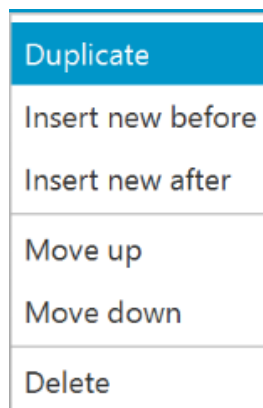 Duplicate
Insert new before
Insert new after
Move up
Move down
Delete